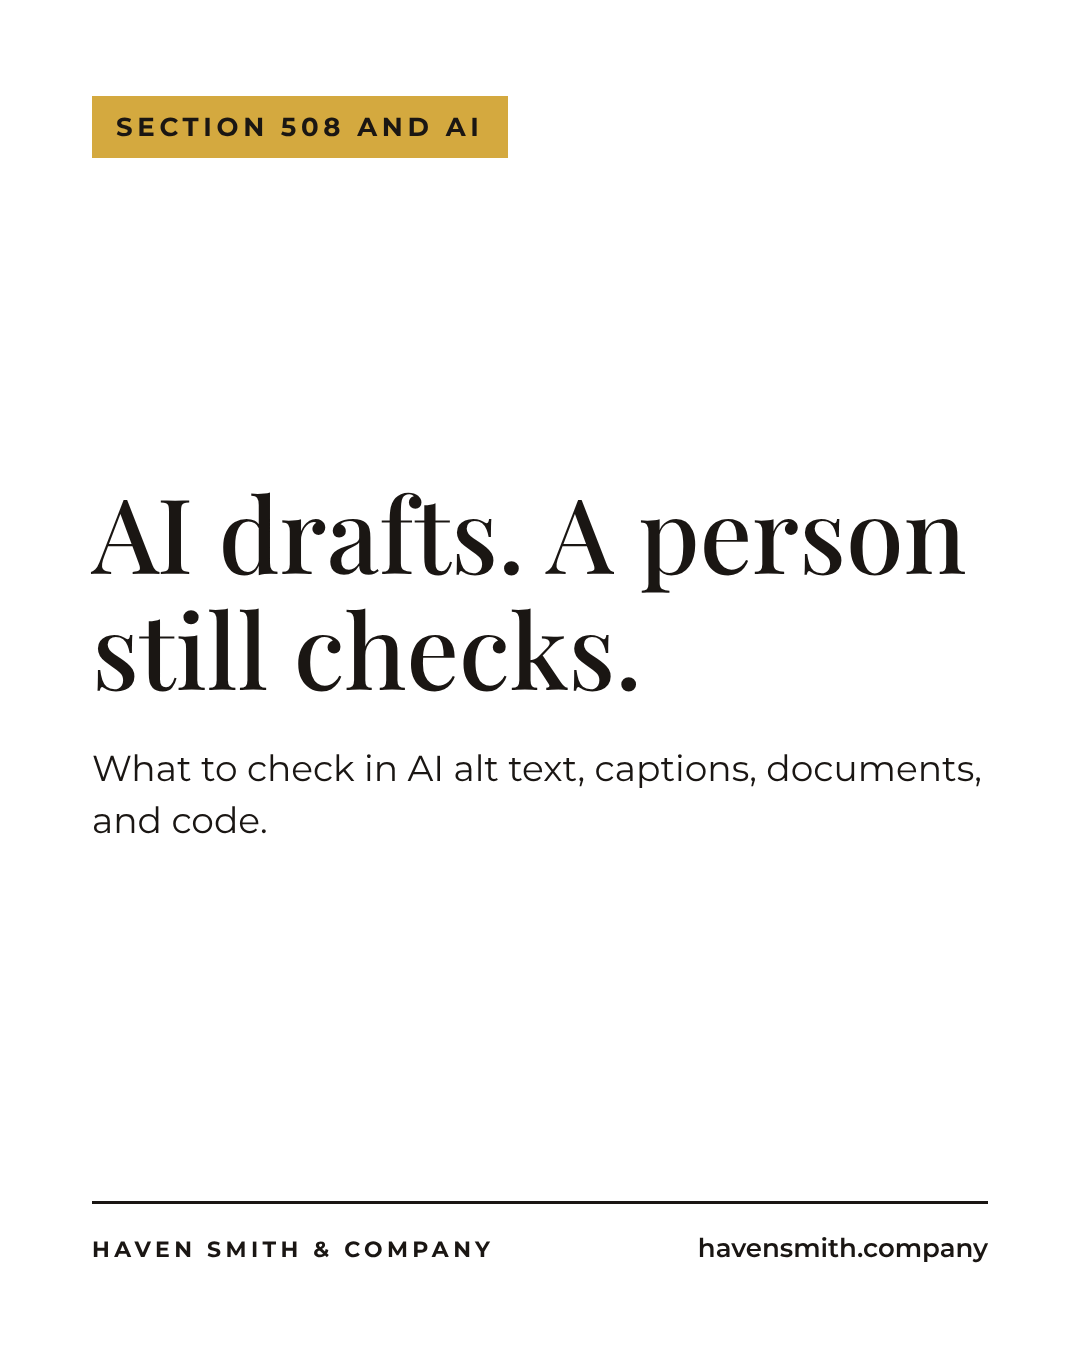 SECTION 508 AND AI
AI drafts. A person
still checks.
What to check in AI alt text, captions, documents,
and code.
HAVEN SMITH & COMPANY
havensmith.company